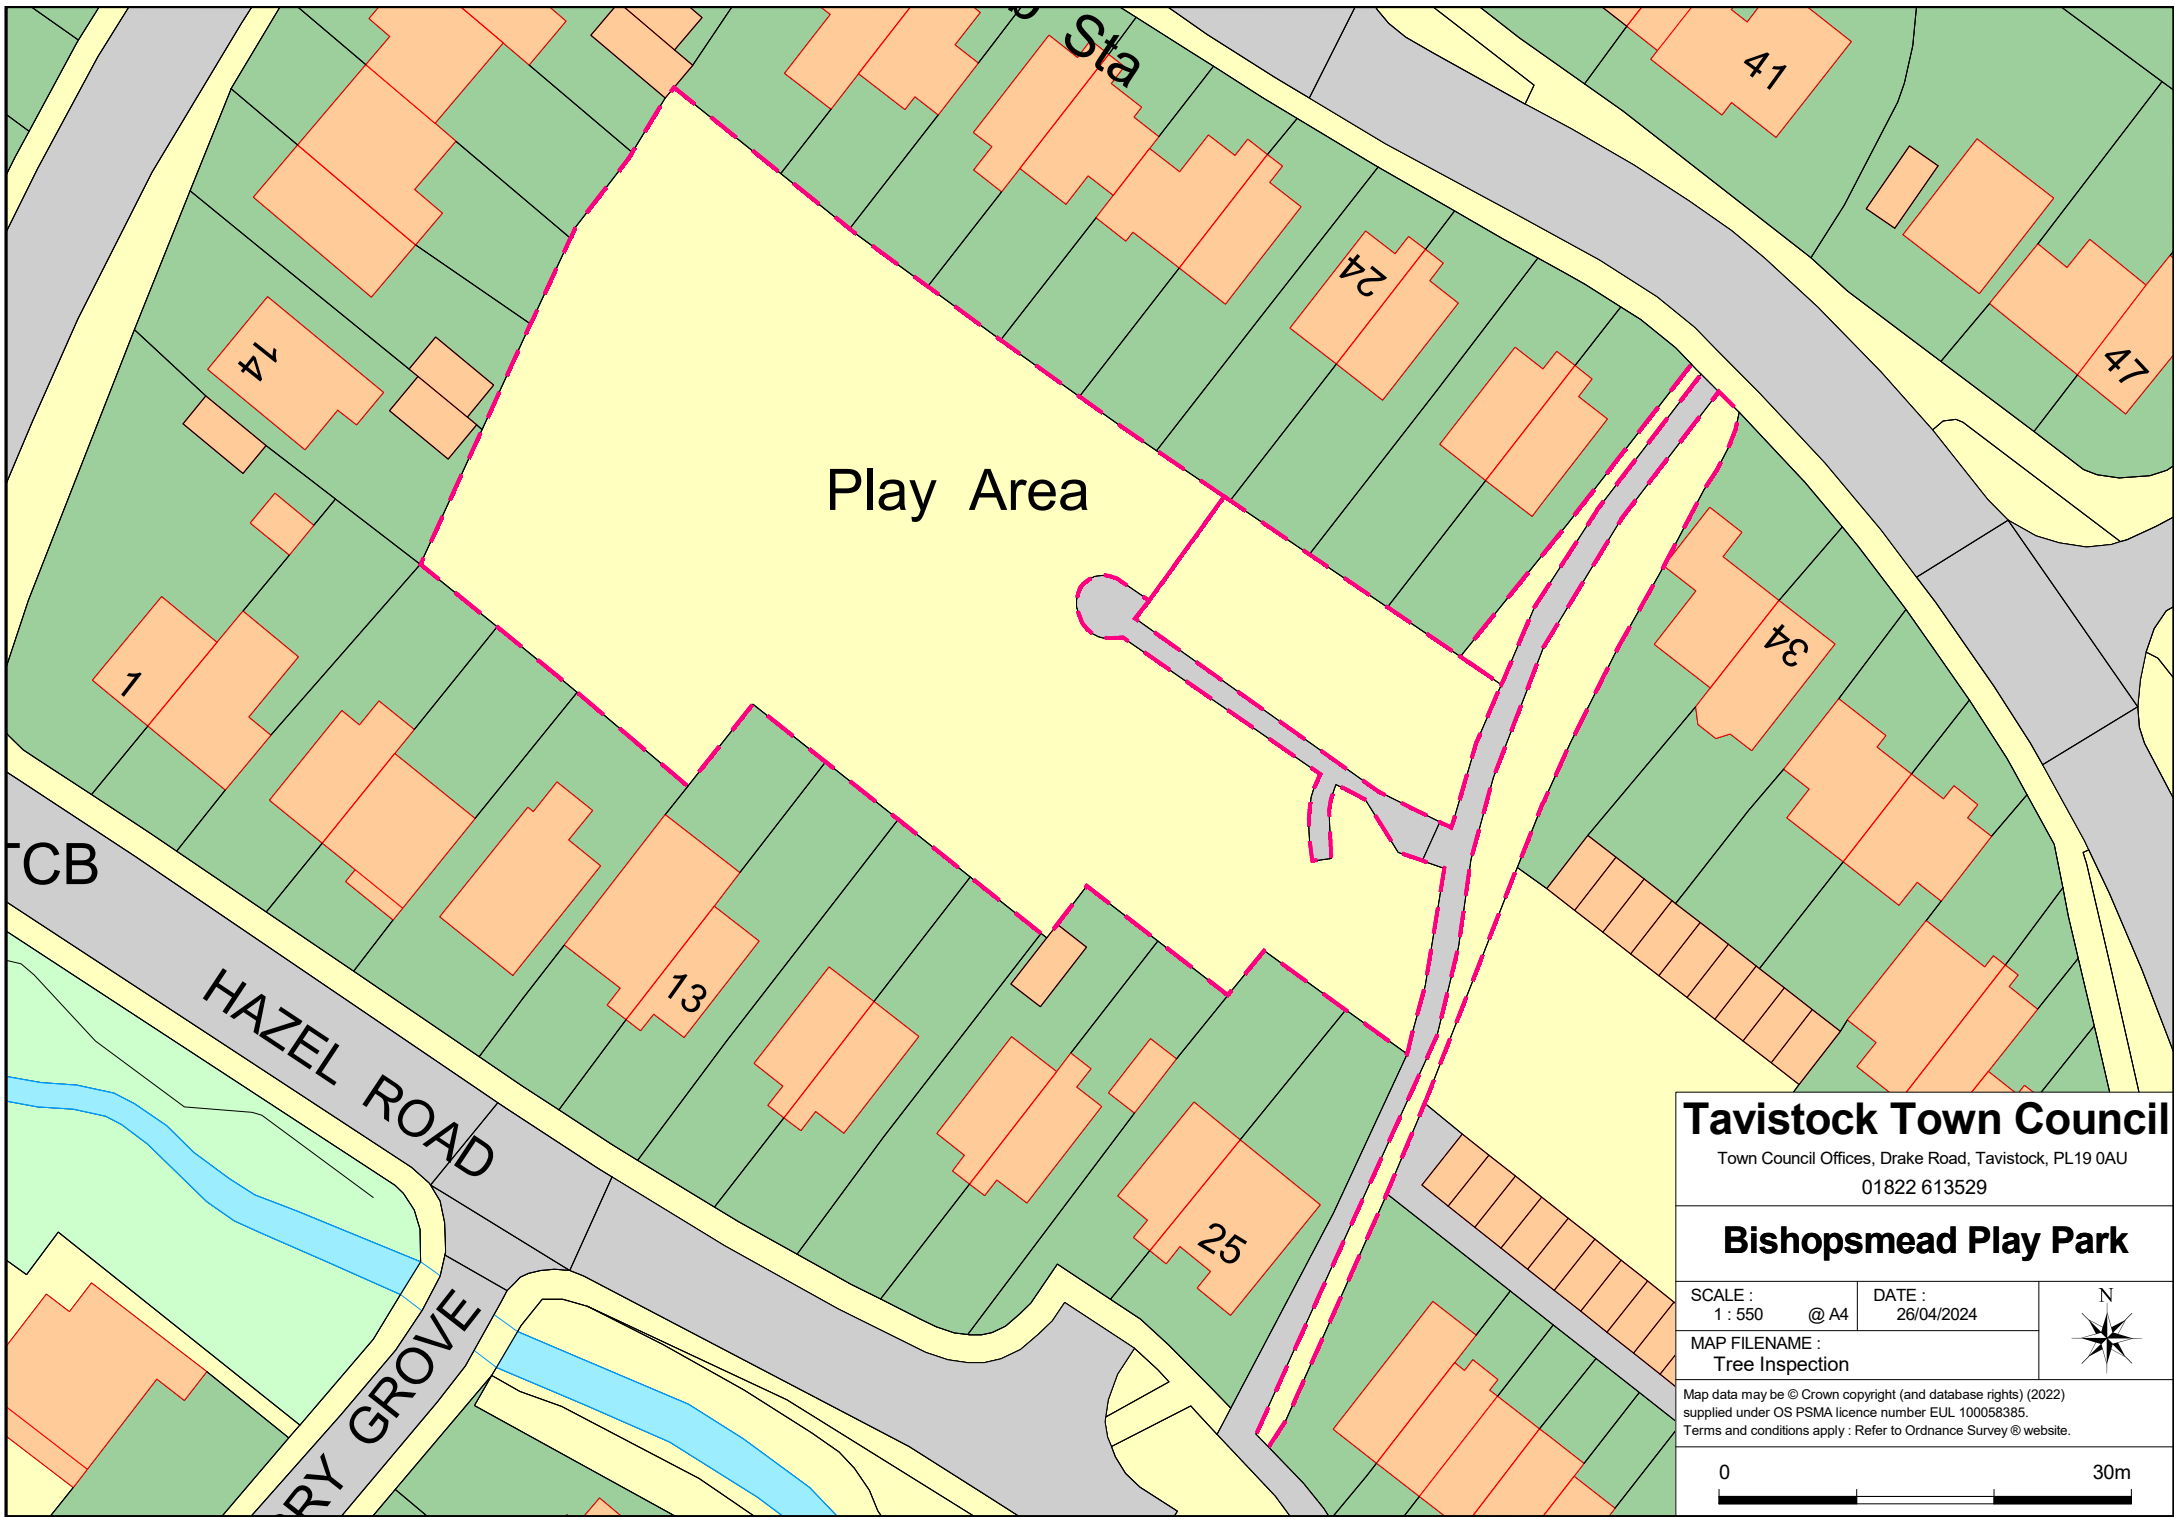 Sta
41
24
47
14
Play Area
34
1
TCB
13
HAZEL ROAD
25
GROVE
Tavistock Town Council
Town Council Offices, Drake Road, Tavistock, PL19 0AU
01822 613529
Bishopsmead Play Park
SCALE :
1 : 550 @ A4
DATE :
26/04/2024
N
MAP FILENAME :
Tree Inspection
Map data may be © Crown copyright (and database rights) (2022)
supplied under OS PSMA licence number EUL 100058385.
Terms and conditions apply : Refer to Ordnance Survey ® website.
0 30m